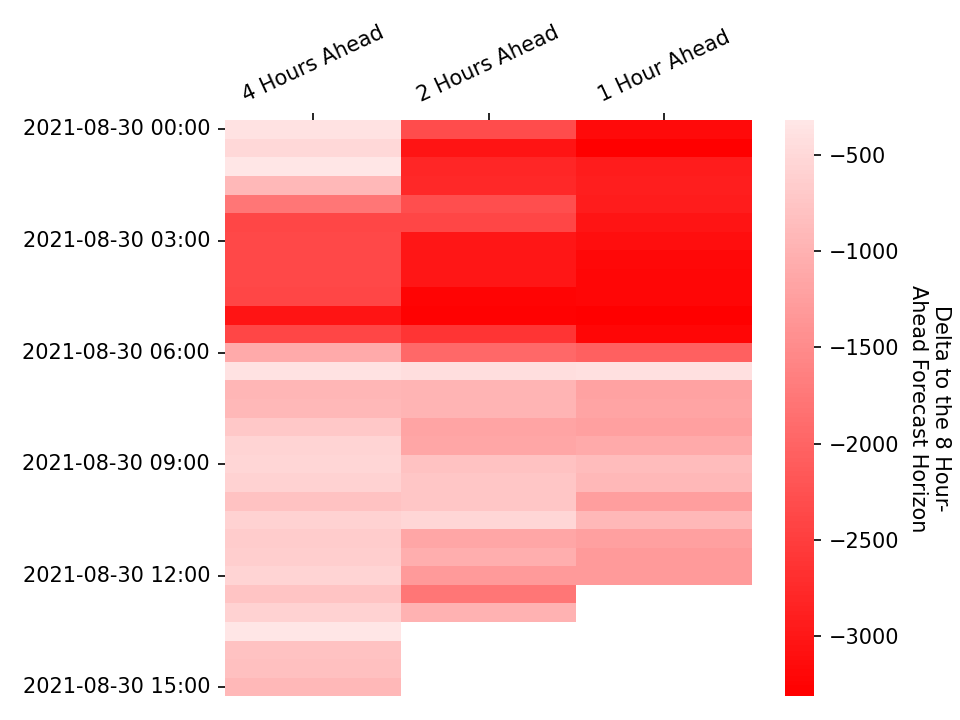 4 Hours Ahead
2 Hours Ahead
1 Hour Ahead
2021-08-30 00:00
2021-08-30 03:00
2021-08-30 06:00
2021-08-30 09:00
2021-08-30 12:00
2021-08-30 15:00
−500
−1000
−1500
−2000
−2500
−3000
Delta to the 8 Hour-
Ahead Forecast Horizon